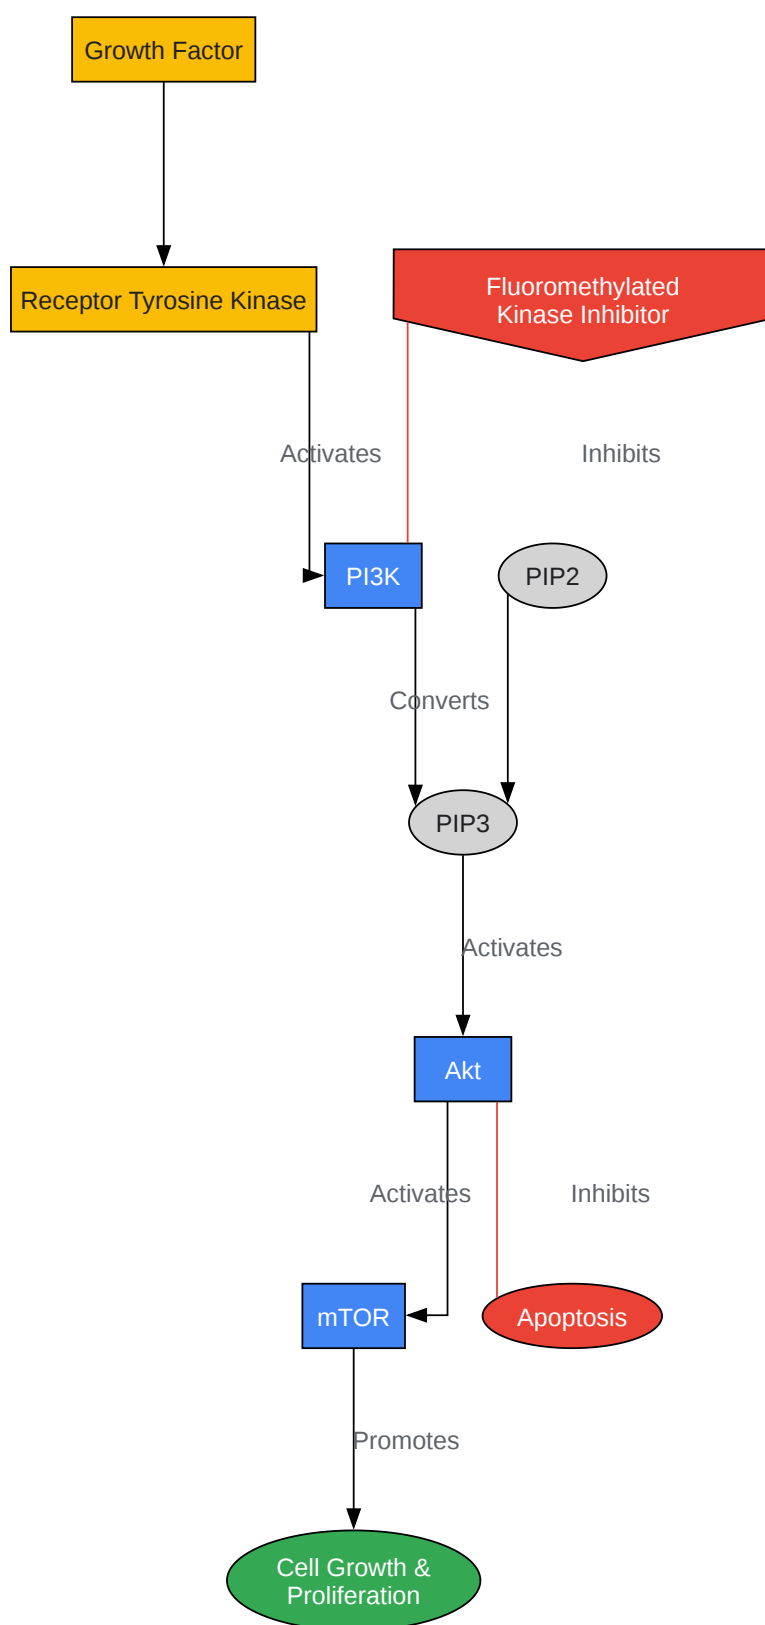 Growth Factor
Receptor Tyrosine Kinase
Fluoromethylated
Kinase Inhibitor
Activates
Inhibits
PI3K
PIP2
Converts
PIP3
Activates
Akt
Activates
Inhibits
mTOR
Apoptosis
Promotes
Cell Growth &
Proliferation